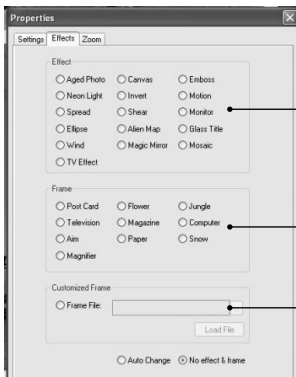 Properties
Settings Effects Zoom
Effect
Aged Photo Canvas Emboss
Neon Light Invert Motion
Spread Shear Monitor
Ellipse Alien Map Glass Title
Wind Magic Mirror Mosaic
TV Effect
Frame
Post Card Flower Jungle
Television Magazine Computer
Aim Paper Snow
Magnifier
Customized Frame
Frame File:
Load File
Auto Change No effect & frame